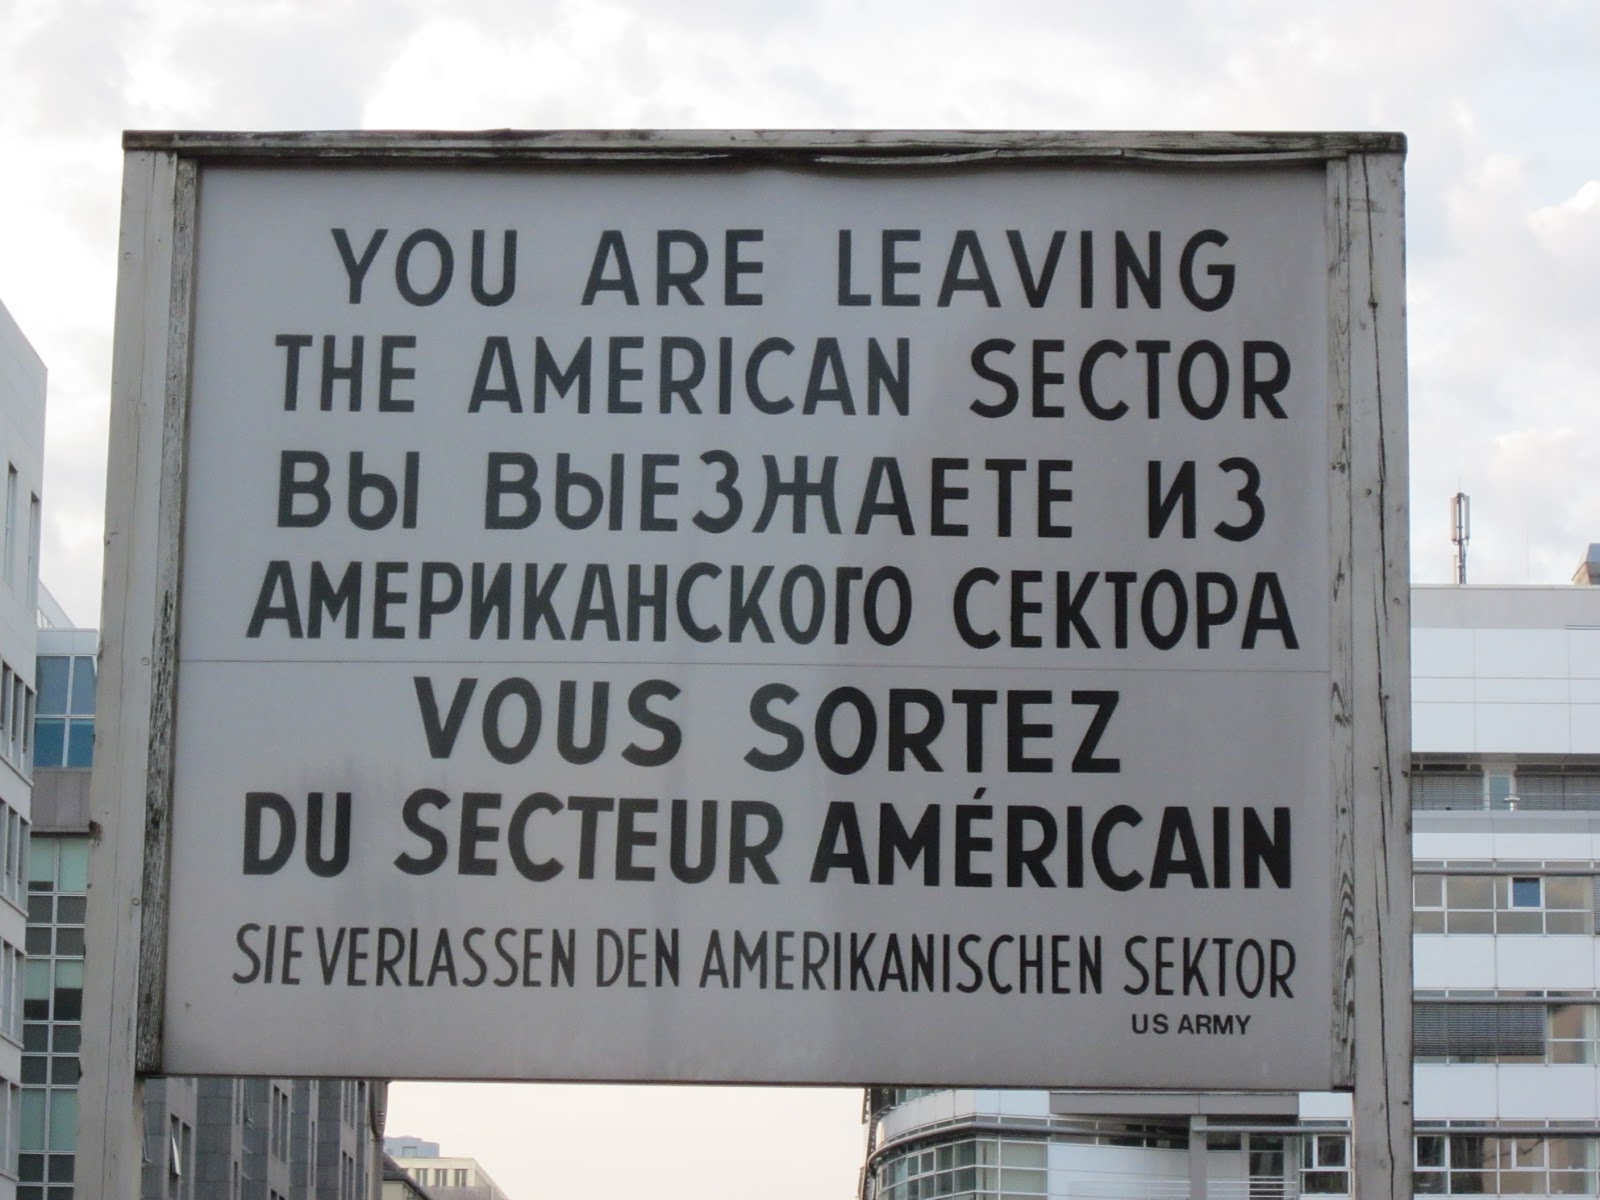 YOU ARE LEAVING
THE AMERICAN SECTOR
ВЫ ВЫЕЗЖАЕТЕ ИЗ
АМЕРИКАНСКОГО СЕКТОРА
VOUS SORTEZ
DU SECTEUR AMÉRICAIN
SIE VERLASSEN DEN AMERIKANISCHEN SEKTOR
US ARMY